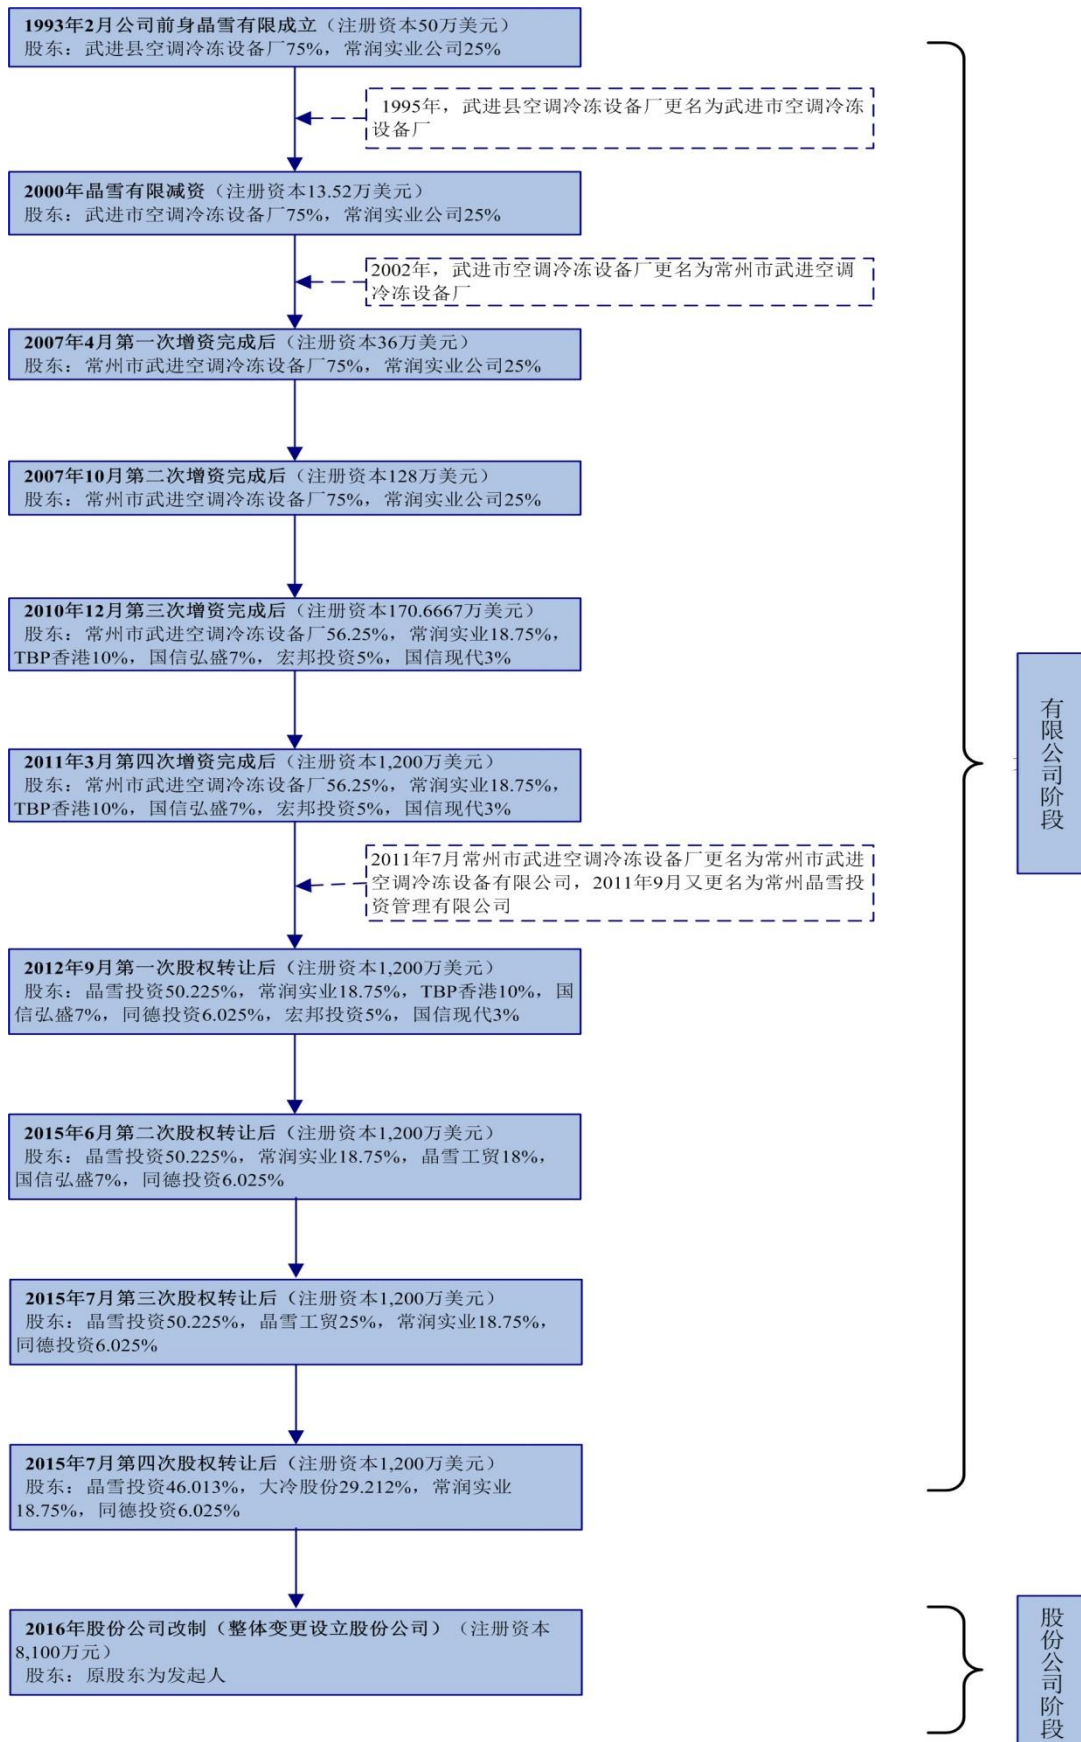 1993年2月公司前身晶雪有限成立（注册资本50万美元）
股东：武进县空调冷冻设备厂75%，常润实业公司25%
1995年，武进县空调冷冻设备厂更名为武进市空调冷冻
设备厂
2000年晶雪有限减资（注册资本13.52万美元）
股东：武进市空调冷冻设备厂75%，常润实业公司25%
2002年，武进市空调冷冻设备厂更名为常州市武进空调
冷冻设备厂
2007年4月第一次增资完成后（注册资本36万美元）
股东：常州市武进空调冷冻设备厂75%，常润实业公司25%
2007年10月第二次增资完成后（注册资本128万美元）
股东：常州市武进空调冷冻设备厂75%，常润实业公司25%
2010年12月第三次增资完成后（注册资本170.6667万美元）
股东：常州市武进空调冷冻设备厂56.25%，常润实业18.75%，
TBP香港10%，国信弘盛7%，宏邦投资5%，国信现代3%
2011年3月第四次增资完成后（注册资本1,200万美元）
股东：常州市武进空调冷冻设备厂56.25%，常润实业18.75%，
TBP香港10%，国信弘盛7%，宏邦投资5%，国信现代3%
2011年7月常州市武进空调冷冻设备厂更名为常州市武进
空调冷冻设备有限公司，2011年9月又更名为常州晶雪投
资管理有限公司
2012年9月第一次股权转让后（注册资本1,200万美元）
股东：晶雪投资50.225%，常润实业18.75%，TBP香港10%，国
信弘盛7%，同德投资6.025%，宏邦投资5%，国信现代3%
2015年6月第二次股权转让后（注册资本1,200万美元）
股东：晶雪投资50.225%，常润实业18.75%，晶雪工贸18%，
国信弘盛7%，同德投资6.025%
2015年7月第三次股权转让后（注册资本1,200万美元）
股东：晶雪投资50.225%，晶雪工贸25%，常润实业18.75%，
同德投资6.025%
2015年7月第四次股权转让后（注册资本1,200万美元）
股东：晶雪投资46.013%，大冷股份29.212%，常润实业
18.75%，同德投资6.025%
有限公司阶段
2016年股份公司改制（整体变更设立股份公司）（注册资本
8,100万元）
股东：原股东为发起人
股份公司阶段